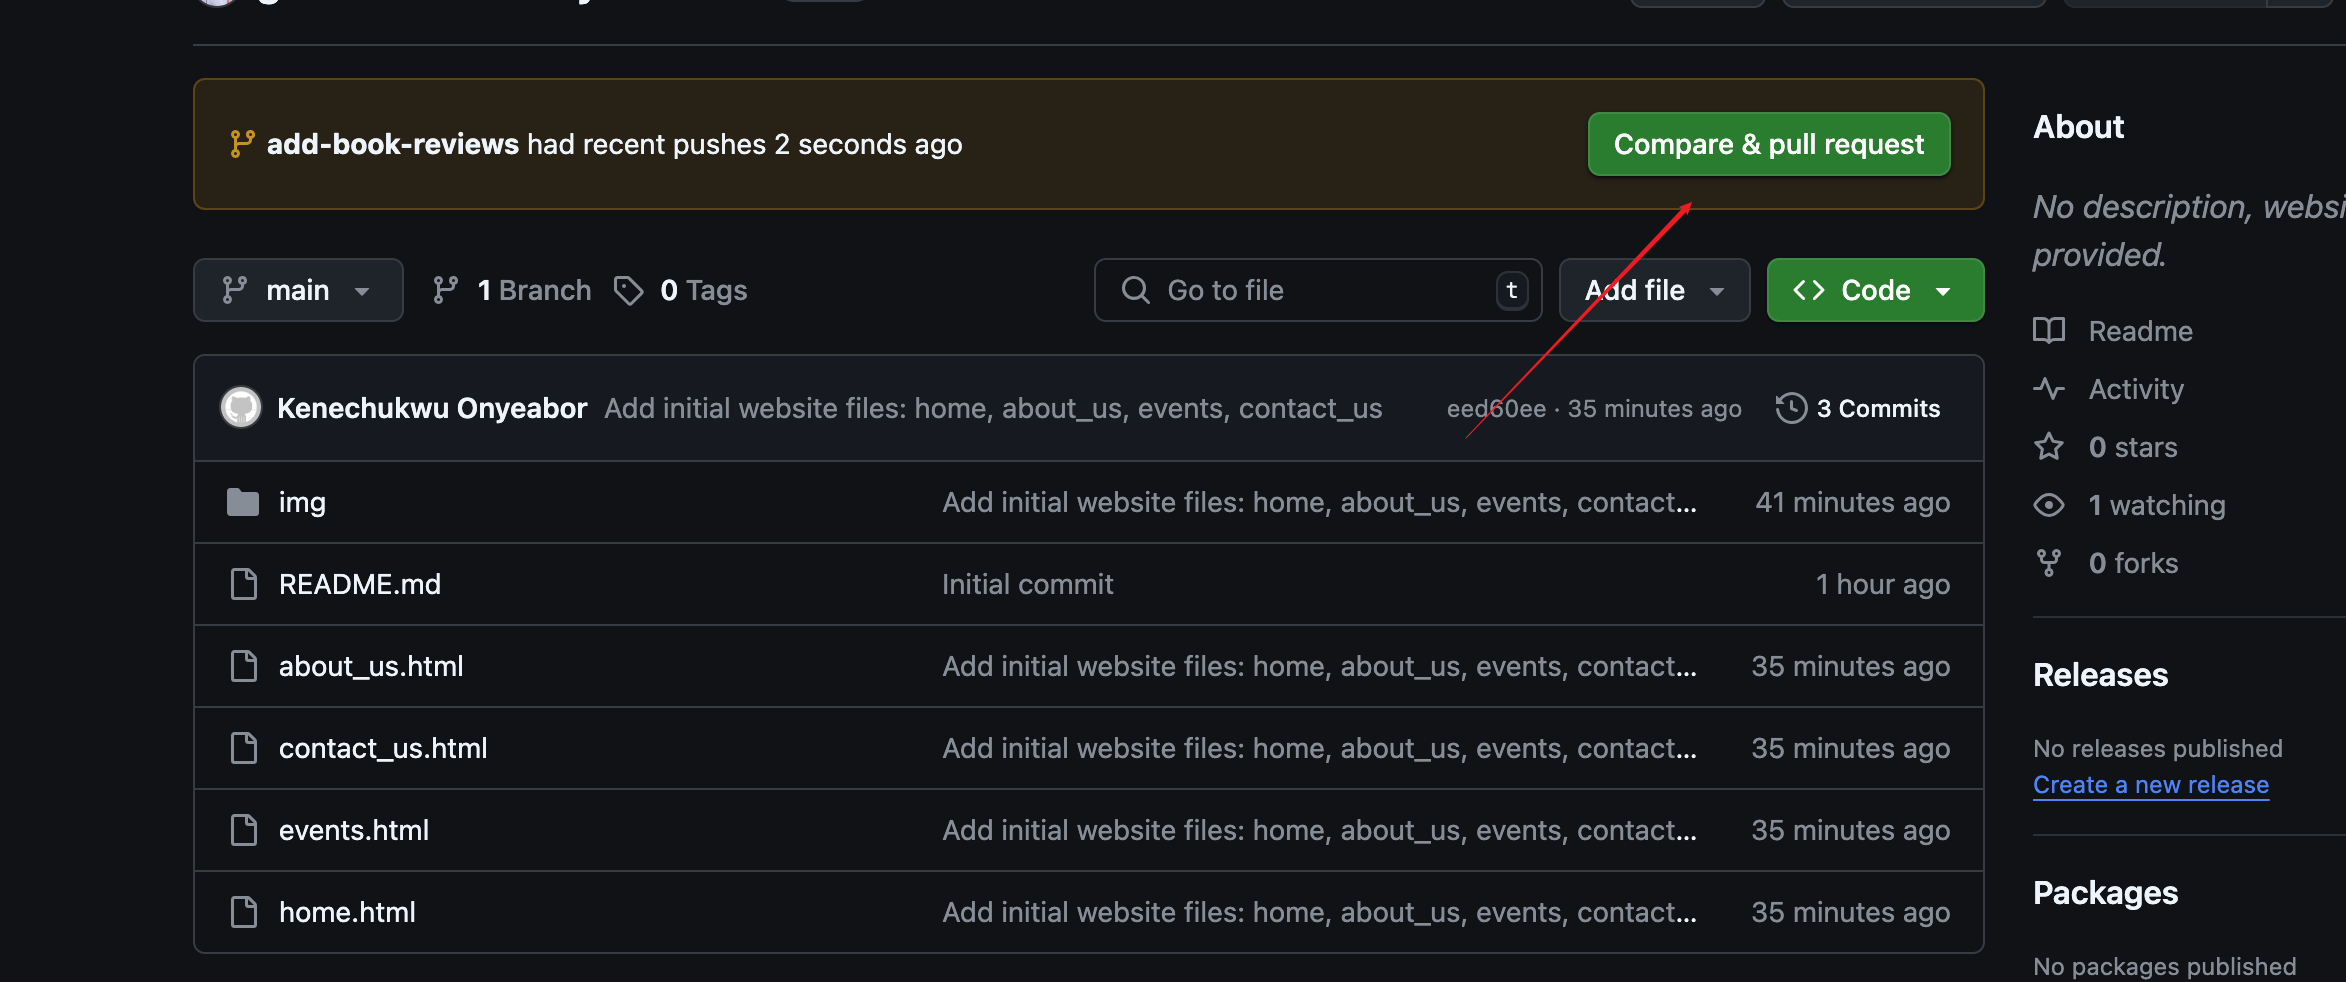 add-book-reviews had recent pushes 2 seconds ago
Compare & pull request
main
1 Branch
0 Tags
Go to file
t
Add file
Code
Kenechukwu Onyeabor
Add initial website files: home, about_us, events, contact_us
eed60ee · 35 minutes ago
3 Commits
img
Add initial website files: home, about_us, events, contact...
41 minutes ago
README.md
Initial commit
1 hour ago
about_us.html
Add initial website files: home, about_us, events, contact...
35 minutes ago
contact_us.html
Add initial website files: home, about_us, events, contact...
35 minutes ago
events.html
Add initial website files: home, about_us, events, contact...
35 minutes ago
home.html
Add initial website files: home, about_us, events, contact...
35 minutes ago
About
No description, websi
provided.
Readme
Activity
0 stars
1 watching
0 forks
Releases
No releases published
Create a new release
Packages
No packages published